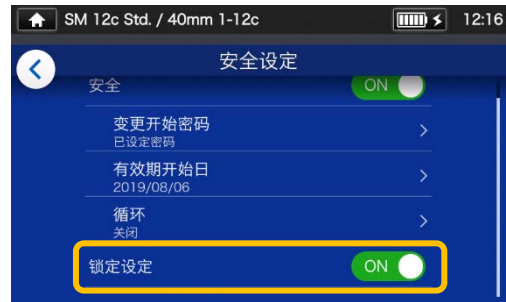 SM 12c Std. / 40mm 1-12c 12:16
安全设定
安全 ON
变更开始密码
已设定密码
有效期开始日
2019/08/06
循环
关闭
锁定设定 ON